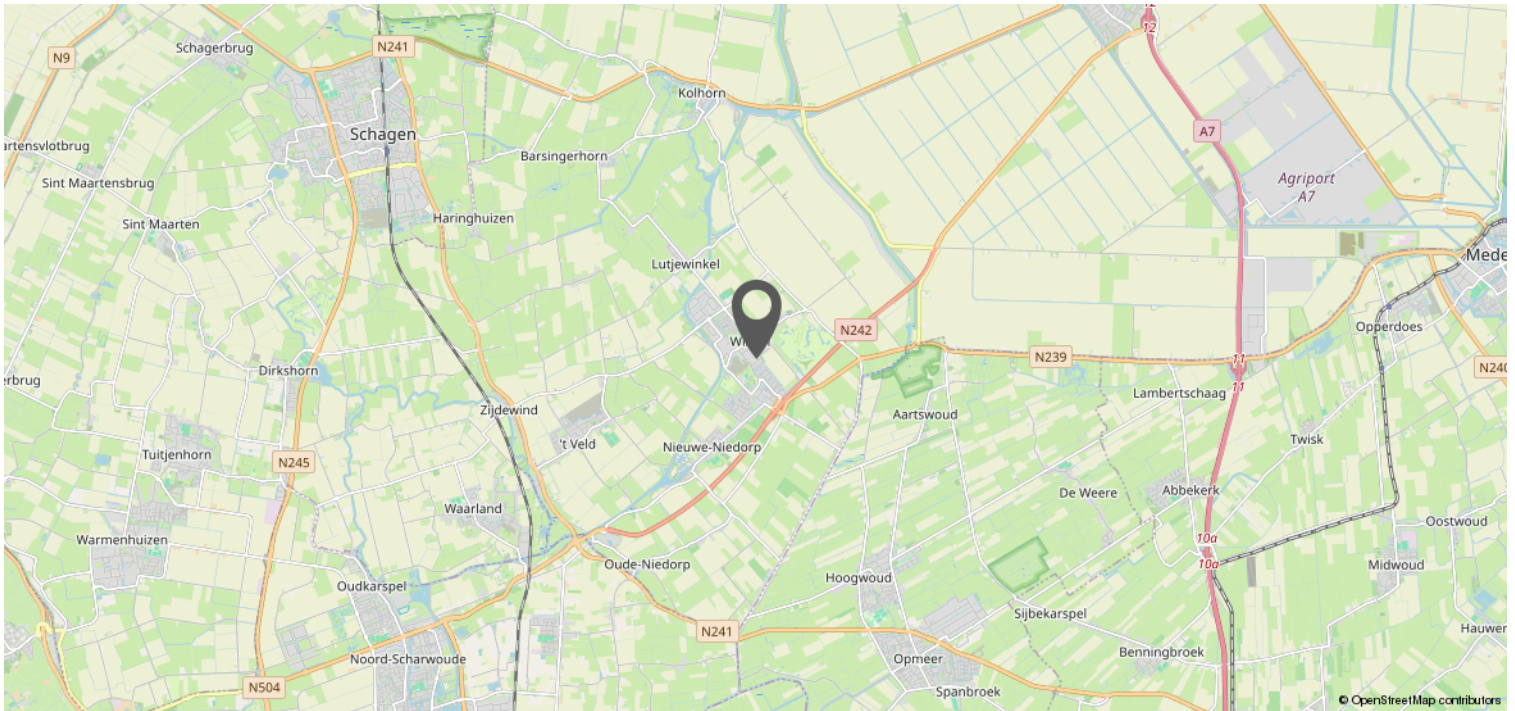 12
12
Schagerbrug
N241
N9
Kolhorn
A7
Schagen
artensvlotbrug
Barsingerhorn
Sint Maartensbrug
Agriport
A7
Sint Maarten
Haringhuizen
Mede
Lutjewinkel
N242
Opperdoes
N239
11
11
Dirkshorn
N240
erbrug
Lambertschaag
Zijdewind
Aartswoud
't Veld
Nieuwe-Niedorp
Twisk
Tuitjenhorn
N245
De Weere
Abbekerk
Waarland
Oostwoud
Warmenhuizen
10a
10a
Oude-Niedorp
Midwoud
Hoogwoud
Oudkarspel
Sijbekarspel
N241
Hauwer
Benningbroek
Noord-Scharwoude
Opmeer
N504
Spanbroek
© OpenStreetMap contributors